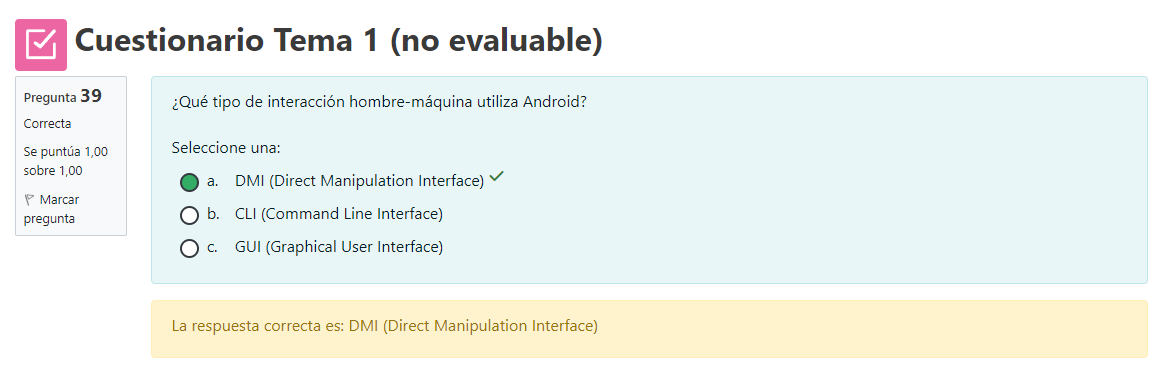 Cuestionario Tema 1 (no evaluable)
Pregunta 39
Correcta
Se puntúa 1,00
sobre 1,00
Marcar
pregunta
¿Qué tipo de interacción hombre-máquina utiliza Android?
Seleccione una:
a. DMI (Direct Manipulation Interface)
b. CLI (Command Line Interface)
c. GUI (Graphical User Interface)
La respuesta correcta es: DMI (Direct Manipulation Interface)